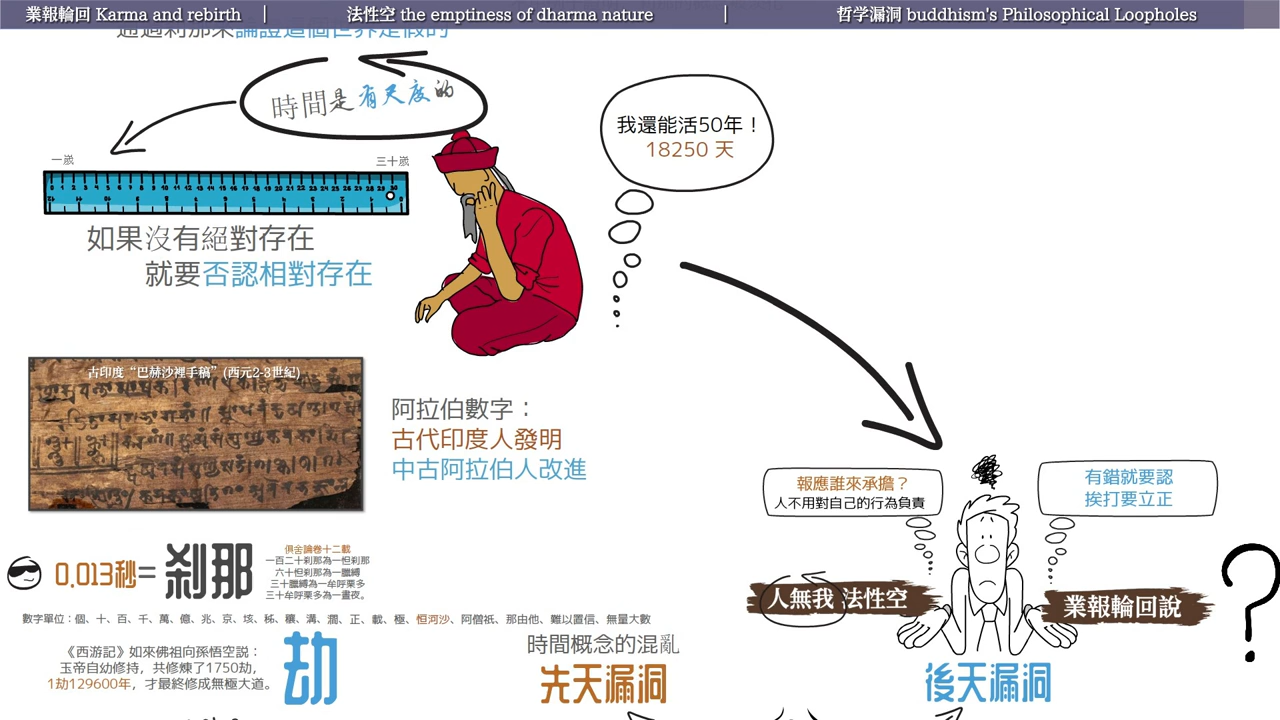 業報輪回 Karma and rebirth
法性空 the emptiness of dharma nature
哲学漏洞 buddhism's Philosophical Loopholes
時間是有尺度的
一歲
三十歲
如果沒有絕對存在
就要否認相對存在
我還能活50年！
18250 天
古印度“巴赫沙裡手稿”(西元2-3世紀)
阿拉伯數字：
古代印度人發明
中古阿拉伯人改進
報應誰來承擔？
人不用對自己的行為負責
有錯就要認
挨打要立正
人無我 法性空
業報輪回說
?
0.013秒=刹那
俱舍論卷十二載
一百二十刹那為一怛刹那
六十怛刹那為一臘縛
三十臘縛為一牟呼栗多
三十牟呼栗多為一晝夜。
數字單位：個、十、百、千、萬、億、兆、京、垓、秭、穰、溝、澗、正、載、極、恒河沙、阿僧祇、那由他、難以置信、無量大數
《西游記》如來佛祖向孫悟空說：
玉帝自幼修持，共修煉了1750劫，
1劫129600年，才最終修成無極大道。
劫
時間概念的混亂
先天漏洞
後天漏洞